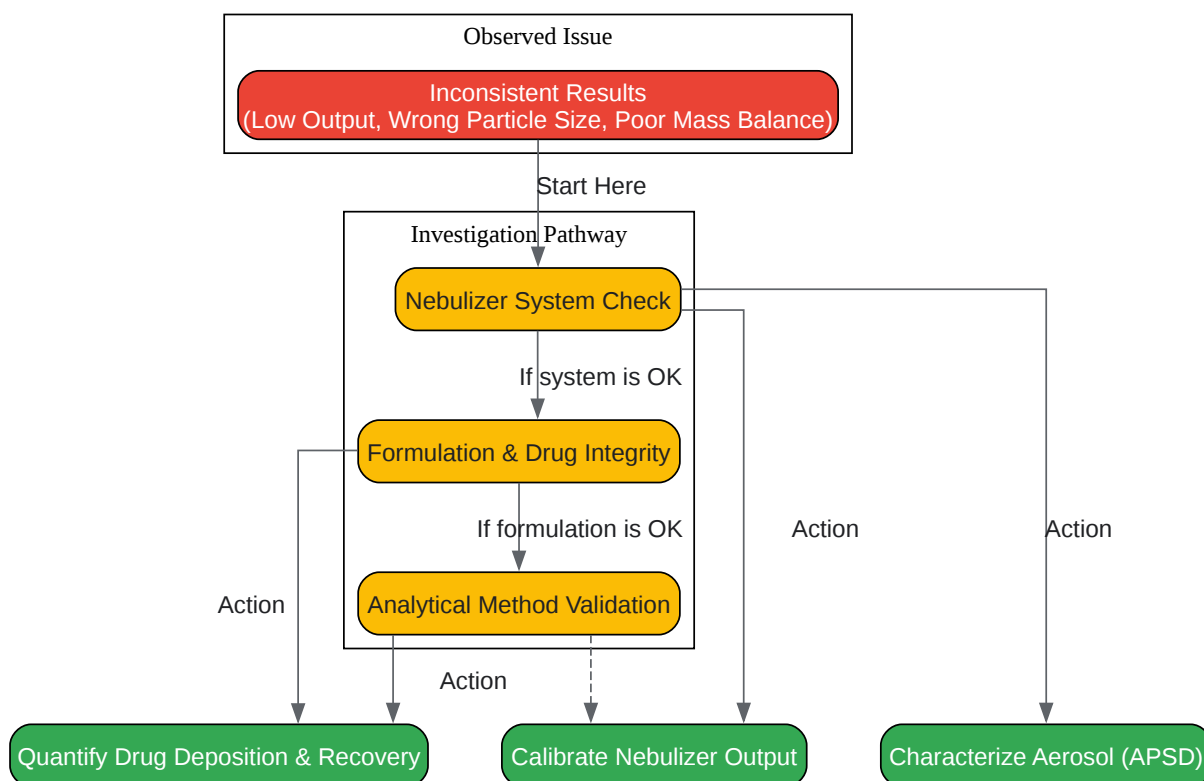 Observed Issue
Inconsistent Results
(Low Output, Wrong Particle Size, Poor Mass Balance)
Start Here
Investigation Pathway
Nebulizer System Check
If system is OK
Formulation & Drug Integrity
If formulation is OK
Action
Action
Analytical Method Validation
Action
Action
Quantify Drug Deposition & Recovery
Calibrate Nebulizer Output
Characterize Aerosol (APSD)